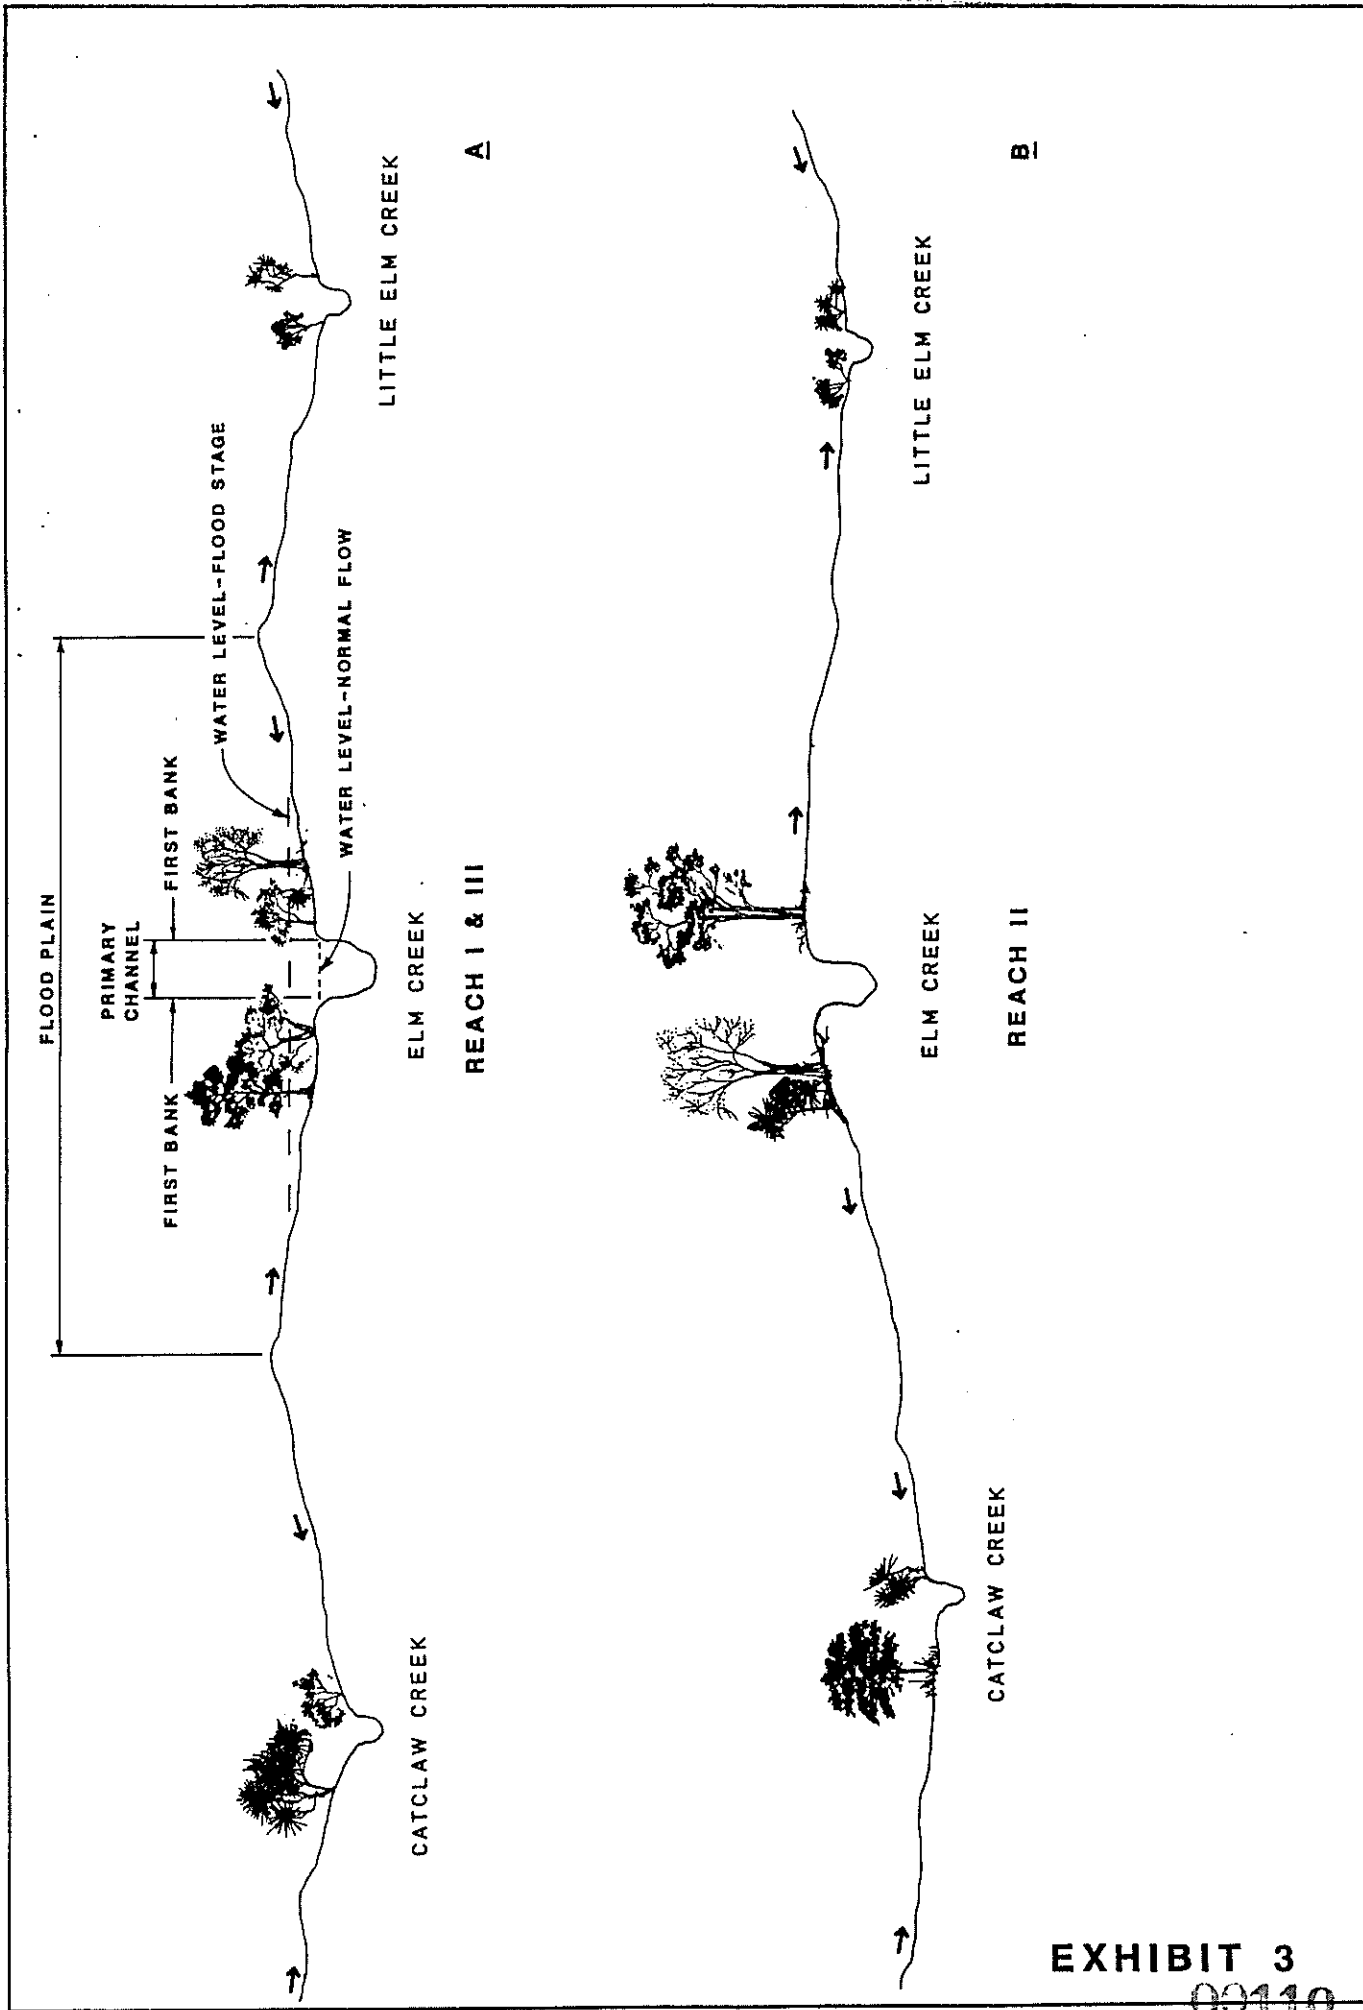 FLOOD PLAIN
PRIMARY
CHANNEL
FIRST BANK
FIRST BANK
WATER LEVEL-FLOOD STAGE
WATER LEVEL-NORMAL FLOW
CATCLAW CREEK
ELM CREEK
LITTLE ELM CREEK
REACH I & III
A
CATCLAW CREEK
ELM CREEK
LITTLE ELM CREEK
REACH II
B
EXHIBIT 3